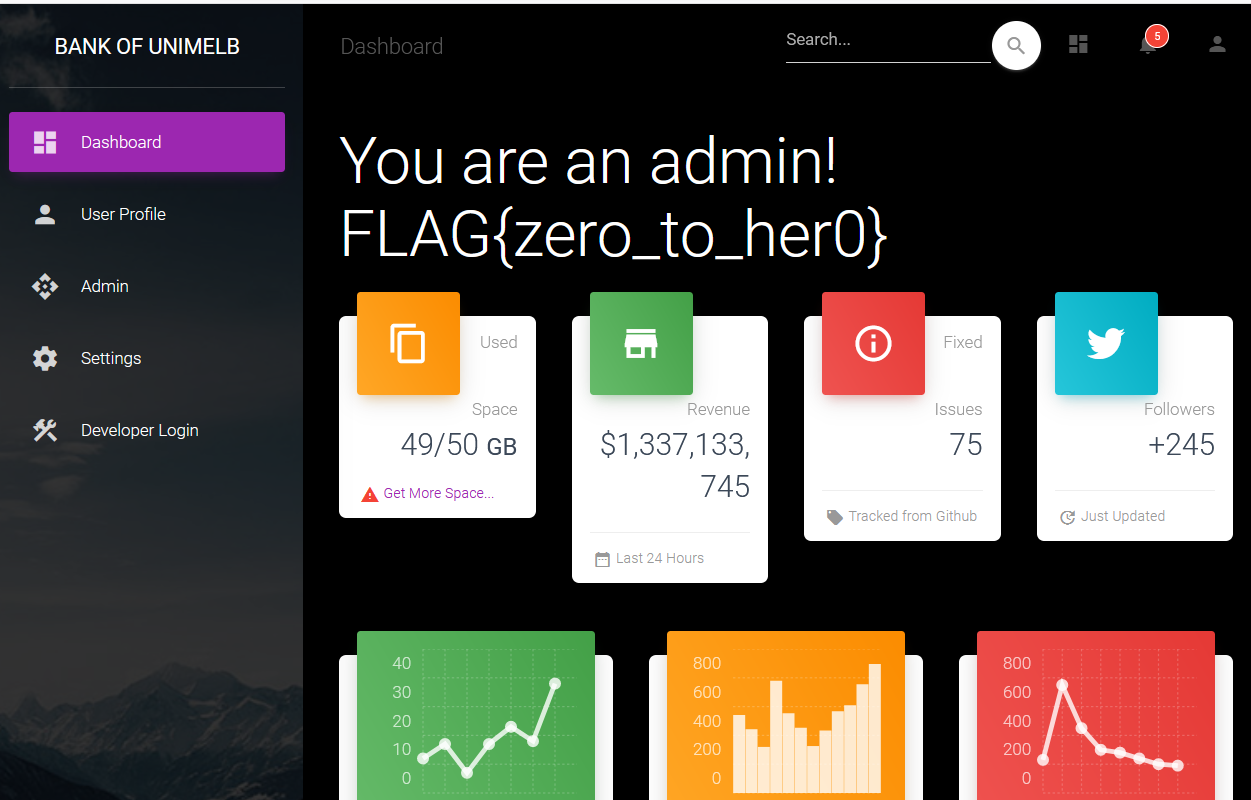 BANK OF UNIMELB
Dashboard
User Profile
Admin
Settings
Developer Login
Dashboard
Search...
5
You are an admin!
FLAG{zero_to_her0}
Used
Space
49/50 GB
Get More Space...
Revenue
$1,337,133,
745
Last 24 Hours
Fixed
Issues
75
Tracked from Github
Followers
+245
Just Updated
40
30
20
10
0
800
600
400
200
0
800
600
400
200
0